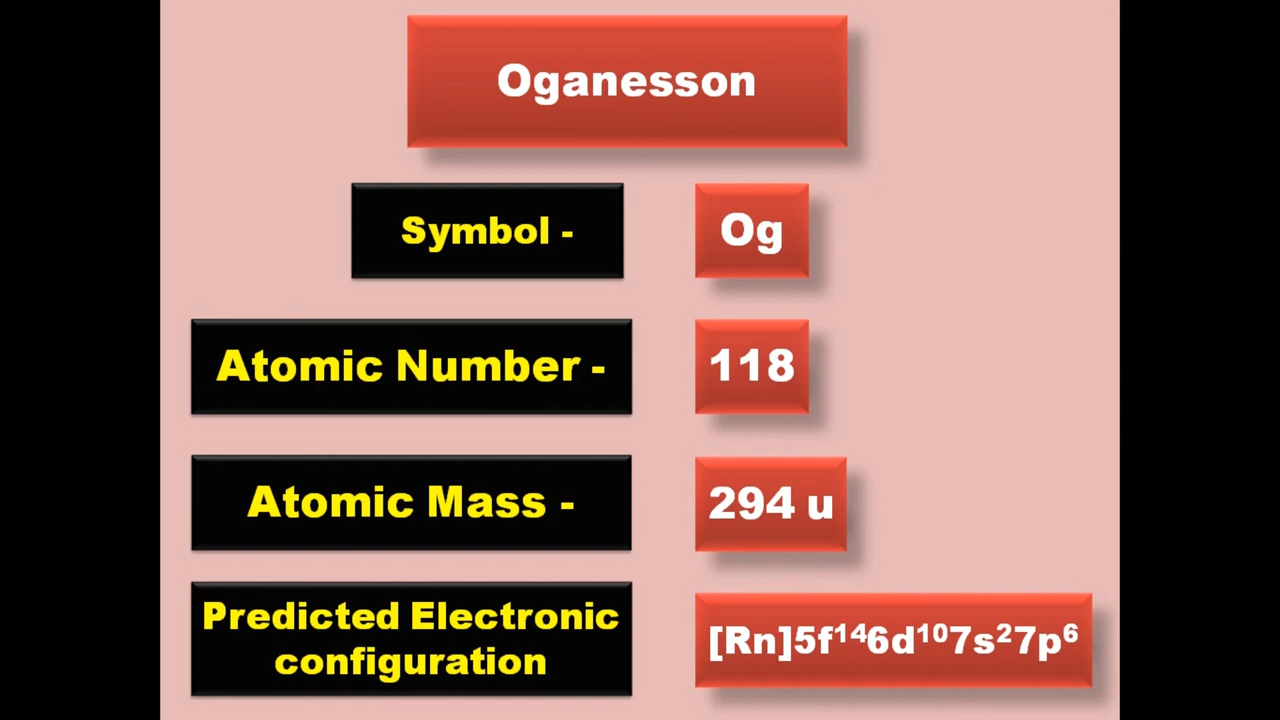 Oganesson
Symbol - Og
Atomic Number - 118
Atomic Mass - 294 u
Predicted Electronic
configuration
[Rn]5f¹⁴6d¹⁰7s²7p⁶